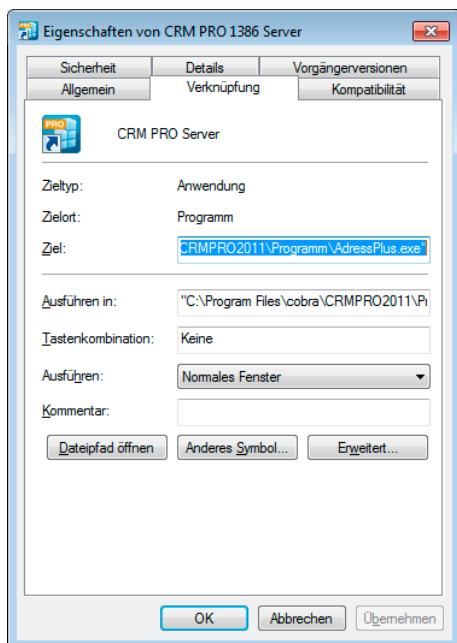 Eigenschaften von CRM PRO 1386 Server
Sicherheit Details Vorgängerversionen
Allgemein Verknüpfung Kompatibilität
PRO
CRM PRO Server
Zieltyp: Anwendung
Zielort: Programm
Ziel: CRMPRO2011\Programm\AdressPlus.exe"
Ausführen in: "C:\Program Files\cobra\CRMPRO2011\Pr
Tastenkombination: Keine
Ausführen: Normales Fenster
Kommentar:
Dateipfad öffnen Anderes Symbol... Erweitert...
OK Abbrechen Übernehmen